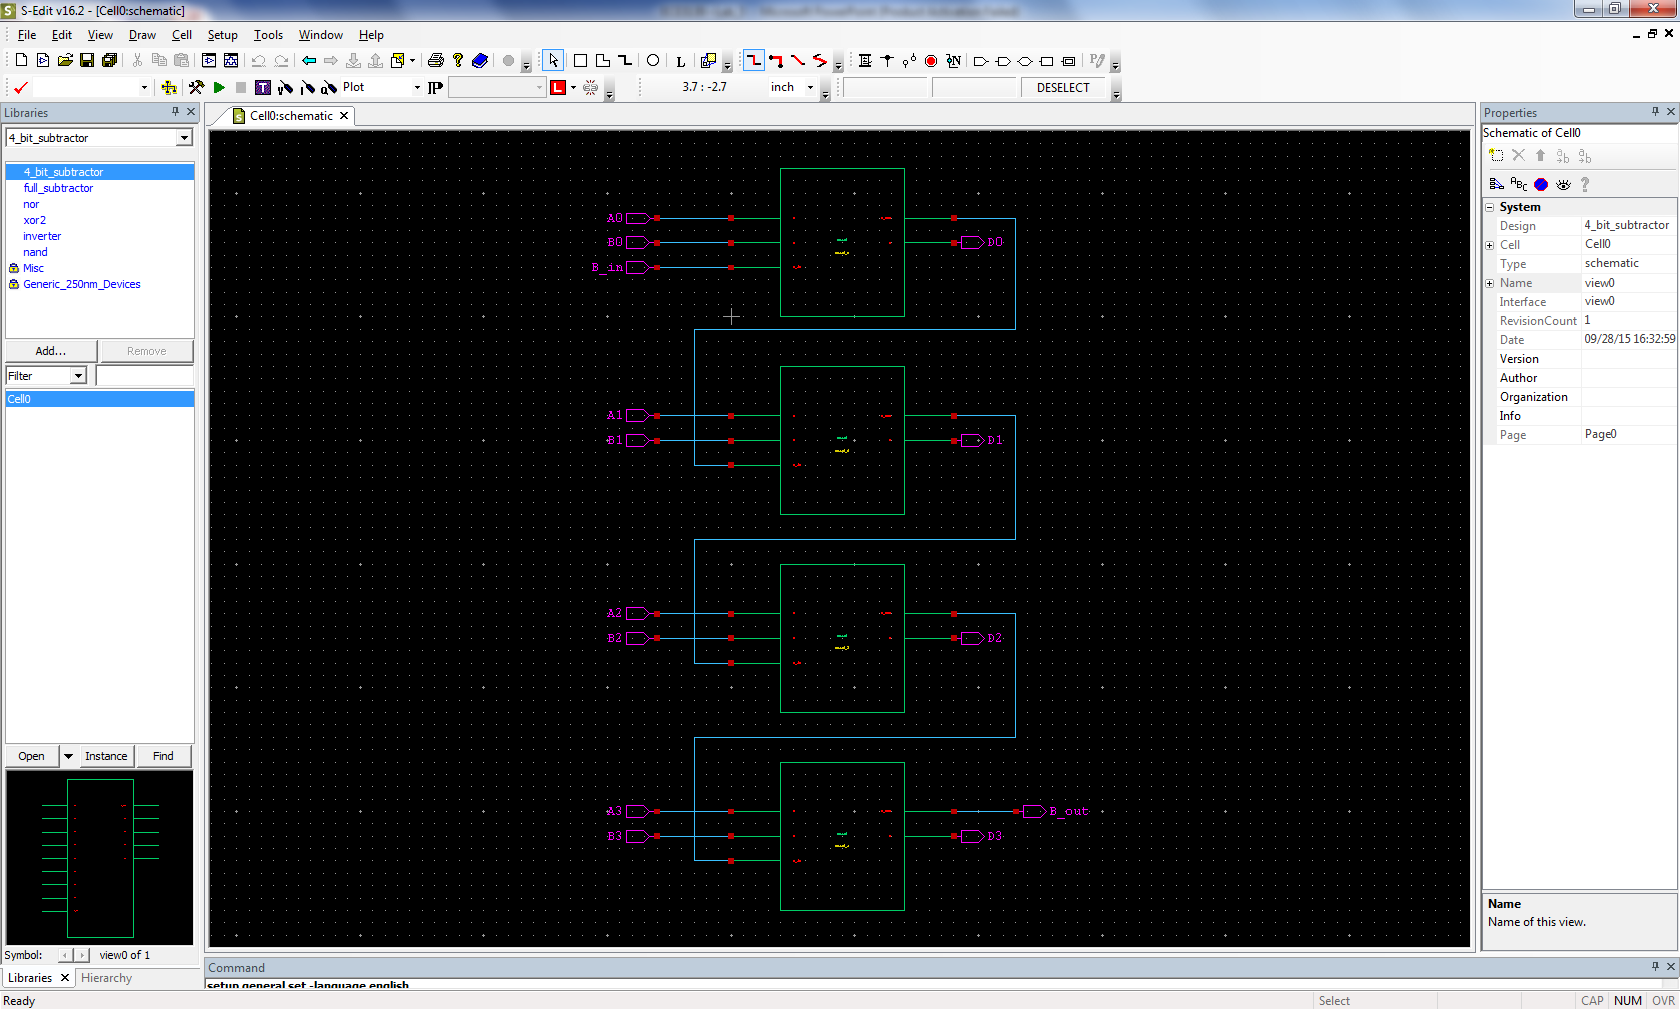 S-Edit v16.2 - [Cell0:schematic]
File Edit View Draw Cell Setup Tools Window Help
Plot
3.7 : -2.7 inch DESELECT
Libraries
4_bit_subtractor
4_bit_subtractor
full_subtractor
nor
xor2
inverter
nand
Misc
Generic_250nm_Devices
Add... Remove
Filter
Cell0
Open Instance Find
Symbol: view0 of 1
Libraries Hierarchy
Cell0:schematic
A0
B0 D0
B_in
A1
B1 D1
A2
B2 D2
A3 B_out
B3 D3
Command
setup general set -language english
Properties
Schematic of Cell0
System
Design 4_bit_subtractor
Cell Cell0
Type schematic
Name view0
Interface view0
RevisionCount 1
Date 09/28/15 16:32:59
Version
Author
Organization
Info
Page Page0
Name
Name of this view.
Ready Select CAP NUM OVR